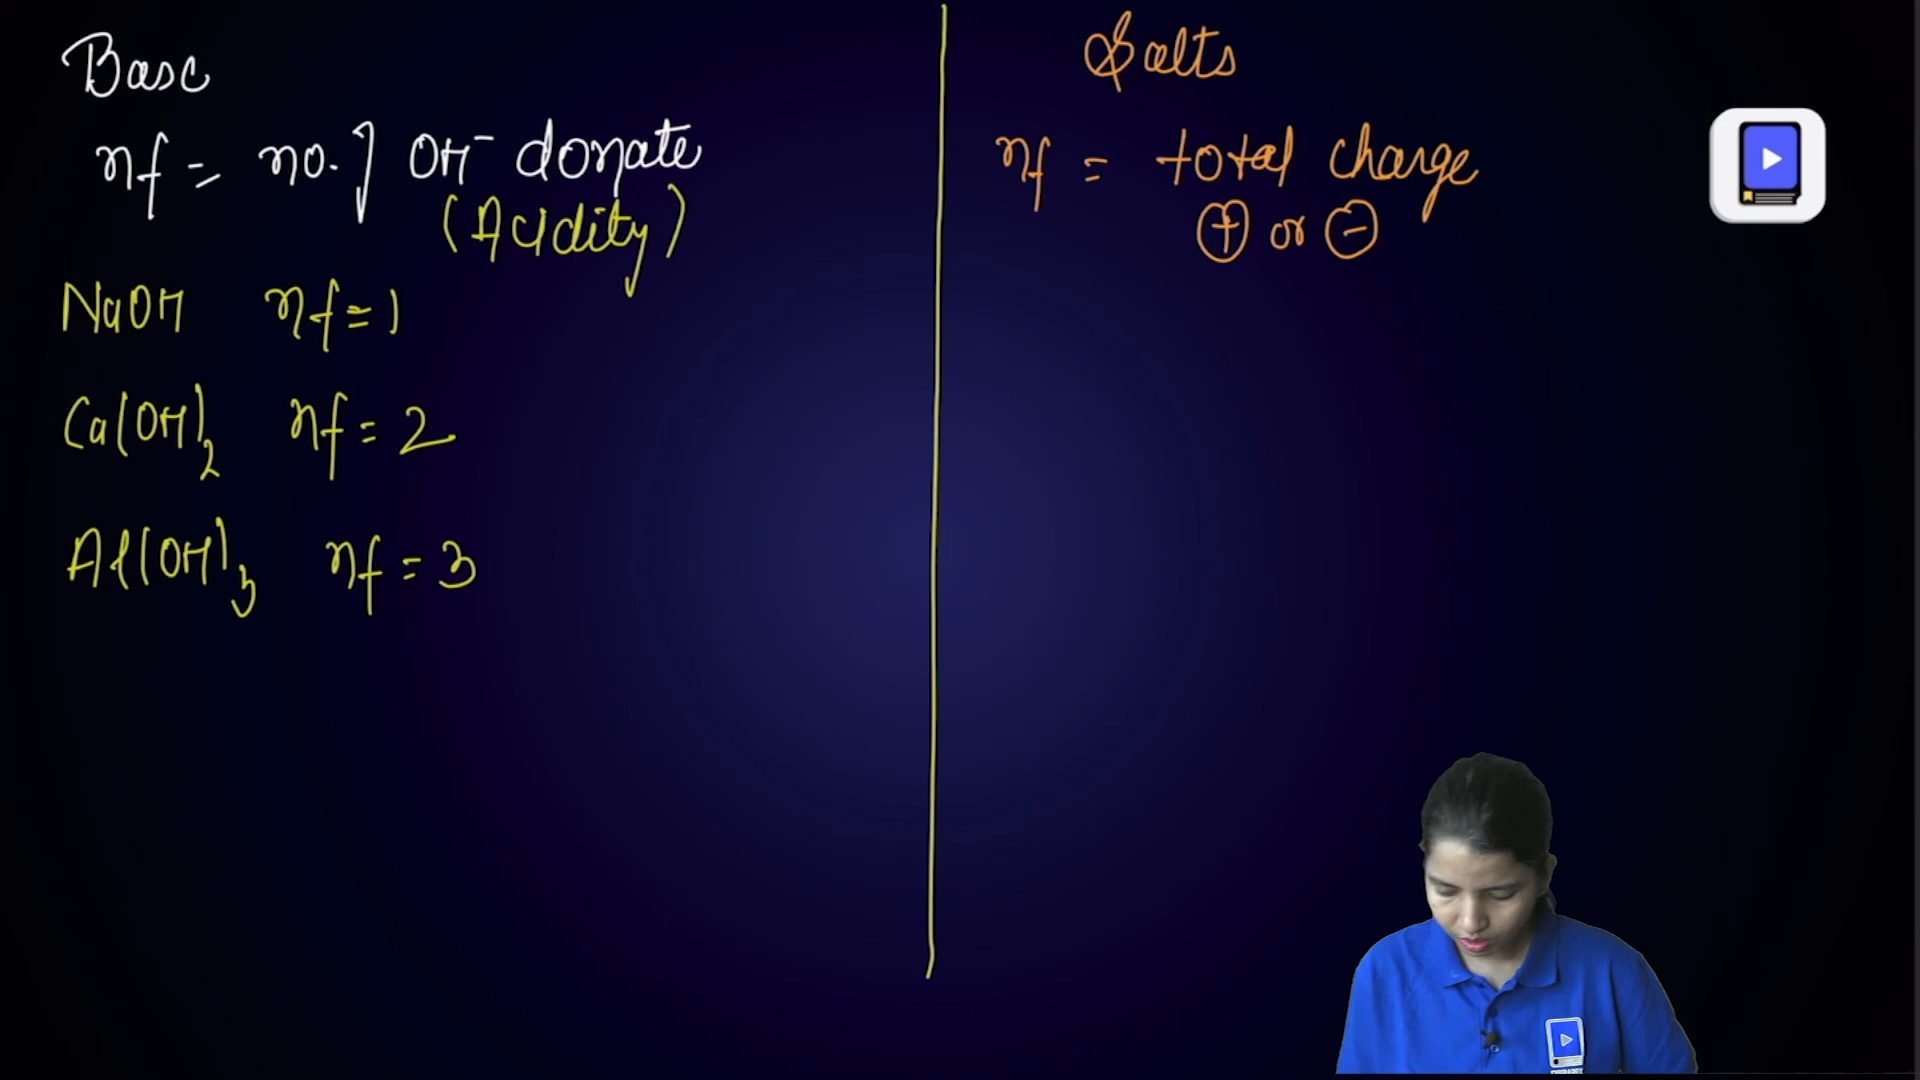 Base
nf = no. of OH⁻ donate
(Acidity)
NaOH nf = 1
Ca(OH)₂ nf = 2
Al(OH)₃ nf = 3
Salts
nf = total charge
⊕ or ⊖